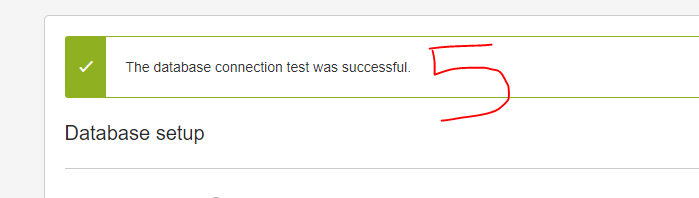 The database connection test was successful. 5
Database setup